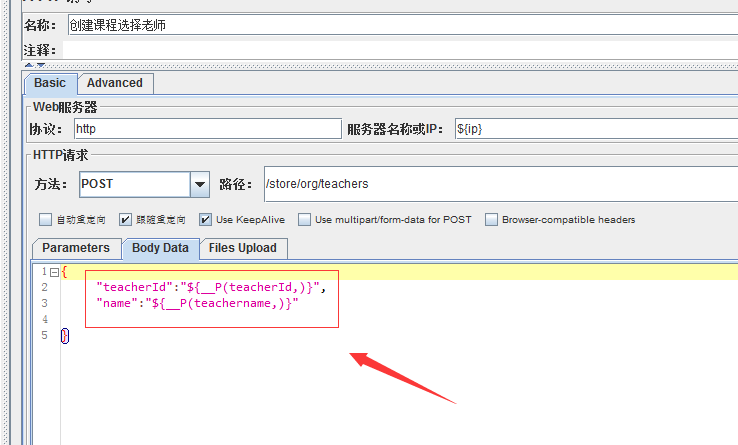 名称： 创建课程选择老师
注释：
Basic Advanced
Web服务器
协议： http 服务器名称或IP： ${ip}
HTTP请求
方法： POST 路径： /store/org/teachers
自动重定向 跟随重定向 Use KeepAlive Use multipart/form-data for POST Browser-compatible headers
Parameters Body Data Files Upload
1 {
2 "teacherId":"${__P(teacherId,)}",
3 "name":"${__P(teachername,)}"
4
5 }